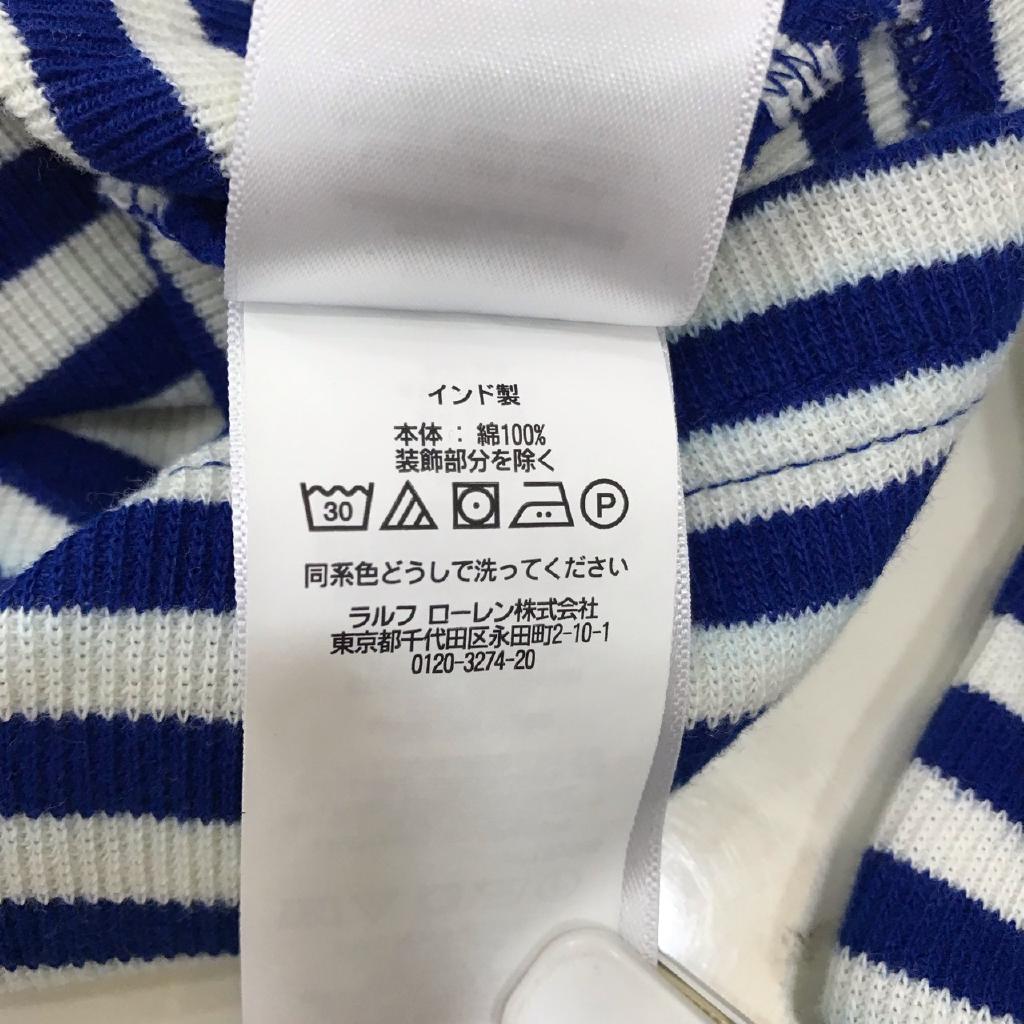 インド製
本体 : 綿100%
装飾部分を除く
30 P
同系色どうしで洗ってください
ラルフ ローレン株式会社
東京都千代田区永田町2-10-1
0120-3274-20